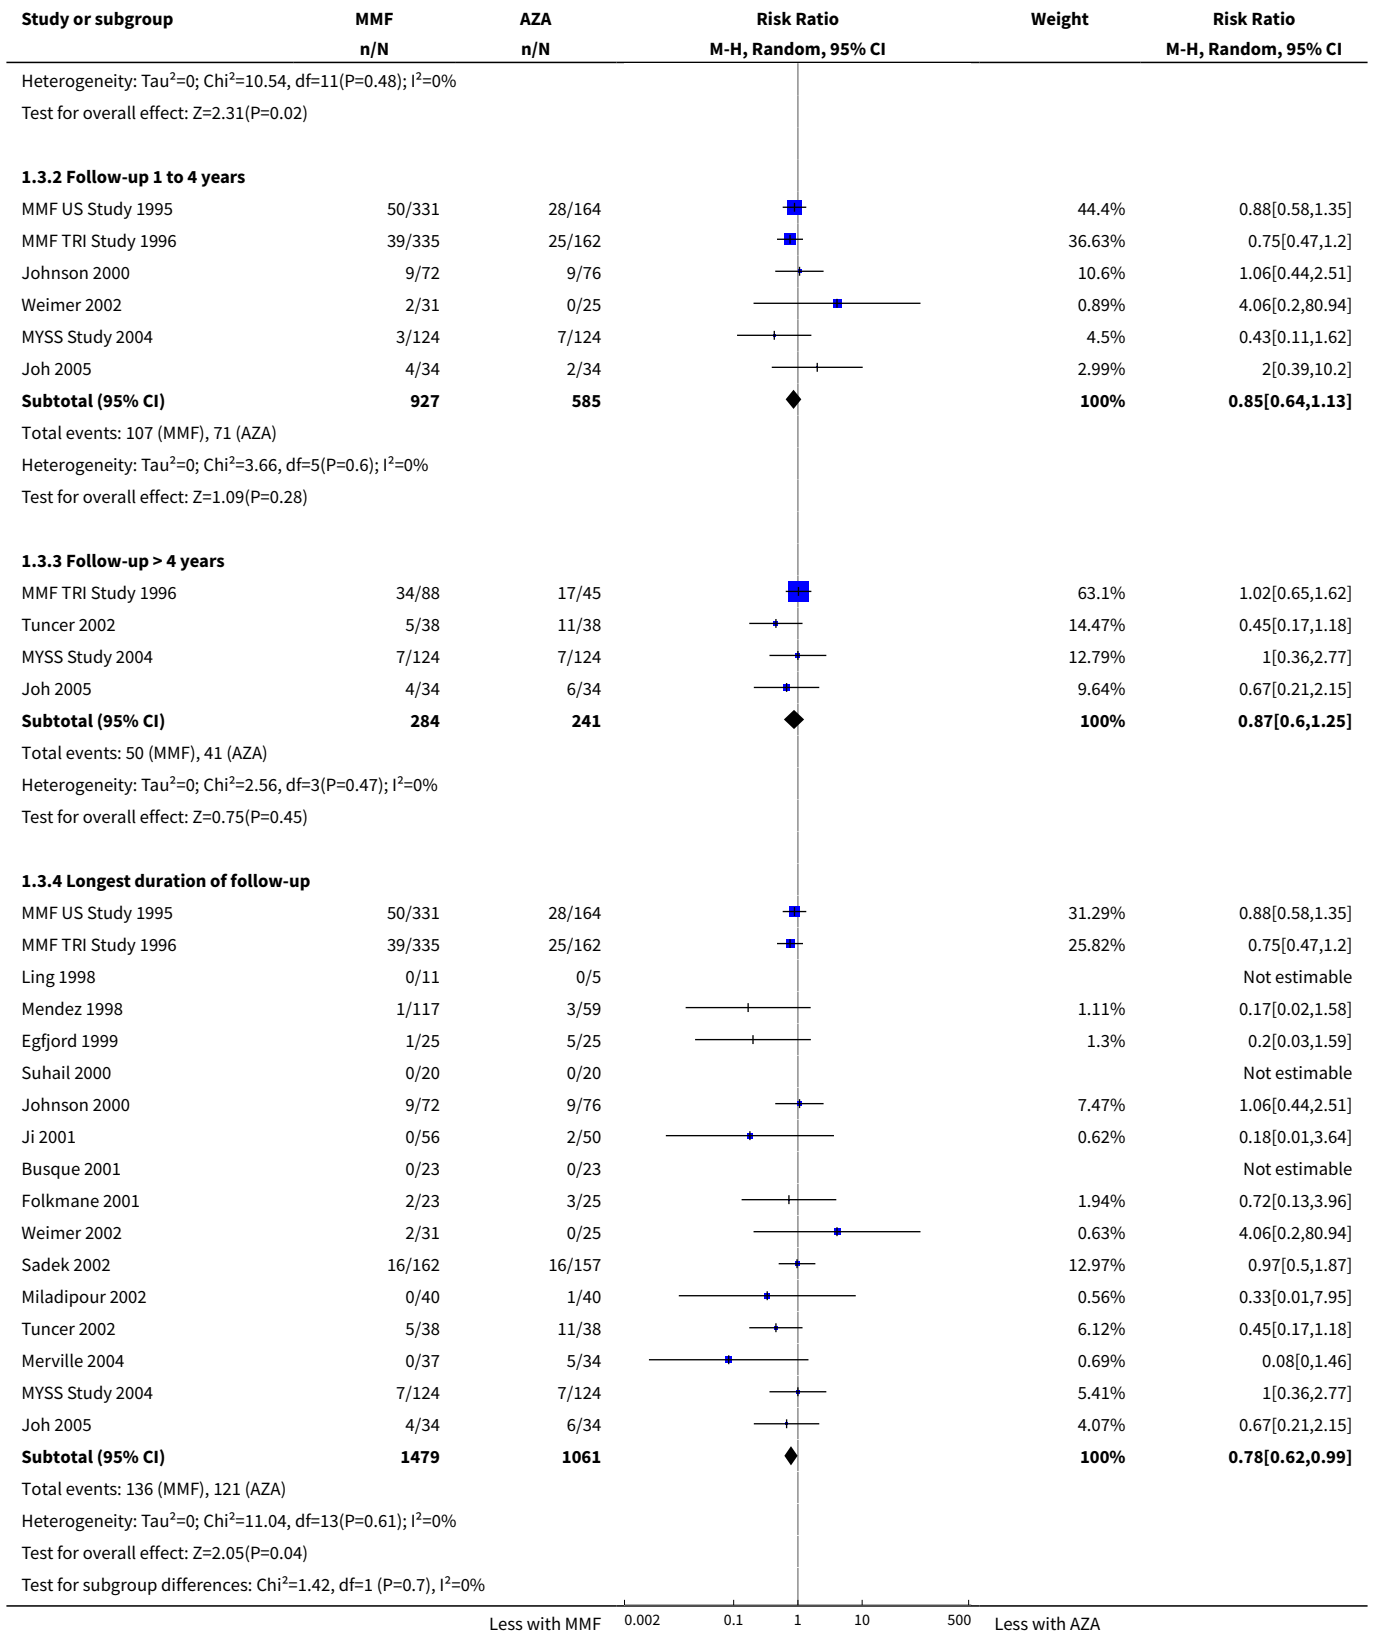 Study or subgroup MMF AZA Risk Ratio Weight Risk Ratio
n/N n/N M-H, Random, 95% CI M-H, Random, 95% CI
Heterogeneity: Tau²=0; Chi²=10.54, df=11(P=0.48); I²=0%
Test for overall effect: Z=2.31(P=0.02)
1.3.2 Follow-up 1 to 4 years
MMF US Study 1995 50/331 28/164 44.4% 0.88[0.58,1.35]
MMF TRI Study 1996 39/335 25/162 36.63% 0.75[0.47,1.2]
Johnson 2000 9/72 9/76 10.6% 1.06[0.44,2.51]
Weimer 2002 2/31 0/25 0.89% 4.06[0.2,80.94]
MYSS Study 2004 3/124 7/124 4.5% 0.43[0.11,1.62]
Joh 2005 4/34 2/34 2.99% 2[0.39,10.2]
Subtotal (95% CI) 927 585 100% 0.85[0.64,1.13]
Total events: 107 (MMF), 71 (AZA)
Heterogeneity: Tau²=0; Chi²=3.66, df=5(P=0.6); I²=0%
Test for overall effect: Z=1.09(P=0.28)
1.3.3 Follow-up > 4 years
MMF TRI Study 1996 34/88 17/45 63.1% 1.02[0.65,1.62]
Tuncer 2002 5/38 11/38 14.47% 0.45[0.17,1.18]
MYSS Study 2004 7/124 7/124 12.79% 1[0.36,2.77]
Joh 2005 4/34 6/34 9.64% 0.67[0.21,2.15]
Subtotal (95% CI) 284 241 100% 0.87[0.6,1.25]
Total events: 50 (MMF), 41 (AZA)
Heterogeneity: Tau²=0; Chi²=2.56, df=3(P=0.47); I²=0%
Test for overall effect: Z=0.75(P=0.45)
1.3.4 Longest duration of follow-up
MMF US Study 1995 50/331 28/164 31.29% 0.88[0.58,1.35]
MMF TRI Study 1996 39/335 25/162 25.82% 0.75[0.47,1.2]
Ling 1998 0/11 0/5 Not estimable
Mendez 1998 1/117 3/59 1.11% 0.17[0.02,1.58]
Egfjord 1999 1/25 5/25 1.3% 0.2[0.03,1.59]
Suhail 2000 0/20 0/20 Not estimable
Johnson 2000 9/72 9/76 7.47% 1.06[0.44,2.51]
Ji 2001 0/56 2/50 0.62% 0.18[0.01,3.64]
Busque 2001 0/23 0/23 Not estimable
Folkmane 2001 2/23 3/25 1.94% 0.72[0.13,3.96]
Weimer 2002 2/31 0/25 0.63% 4.06[0.2,80.94]
Sadek 2002 16/162 16/157 12.97% 0.97[0.5,1.87]
Miladipour 2002 0/40 1/40 0.56% 0.33[0.01,7.95]
Tuncer 2002 5/38 11/38 6.12% 0.45[0.17,1.18]
Merville 2004 0/37 5/34 0.69% 0.08[0,1.46]
MYSS Study 2004 7/124 7/124 5.41% 1[0.36,2.77]
Joh 2005 4/34 6/34 4.07% 0.67[0.21,2.15]
Subtotal (95% CI) 1479 1061 100% 0.78[0.62,0.99]
Total events: 136 (MMF), 121 (AZA)
Heterogeneity: Tau²=0; Chi²=11.04, df=13(P=0.61); I²=0%
Test for overall effect: Z=2.05(P=0.04)
Test for subgroup differences: Chi²=1.42, df=1 (P=0.7), I²=0%
Less with MMF 0.002 0.1 1 10 500 Less with AZA